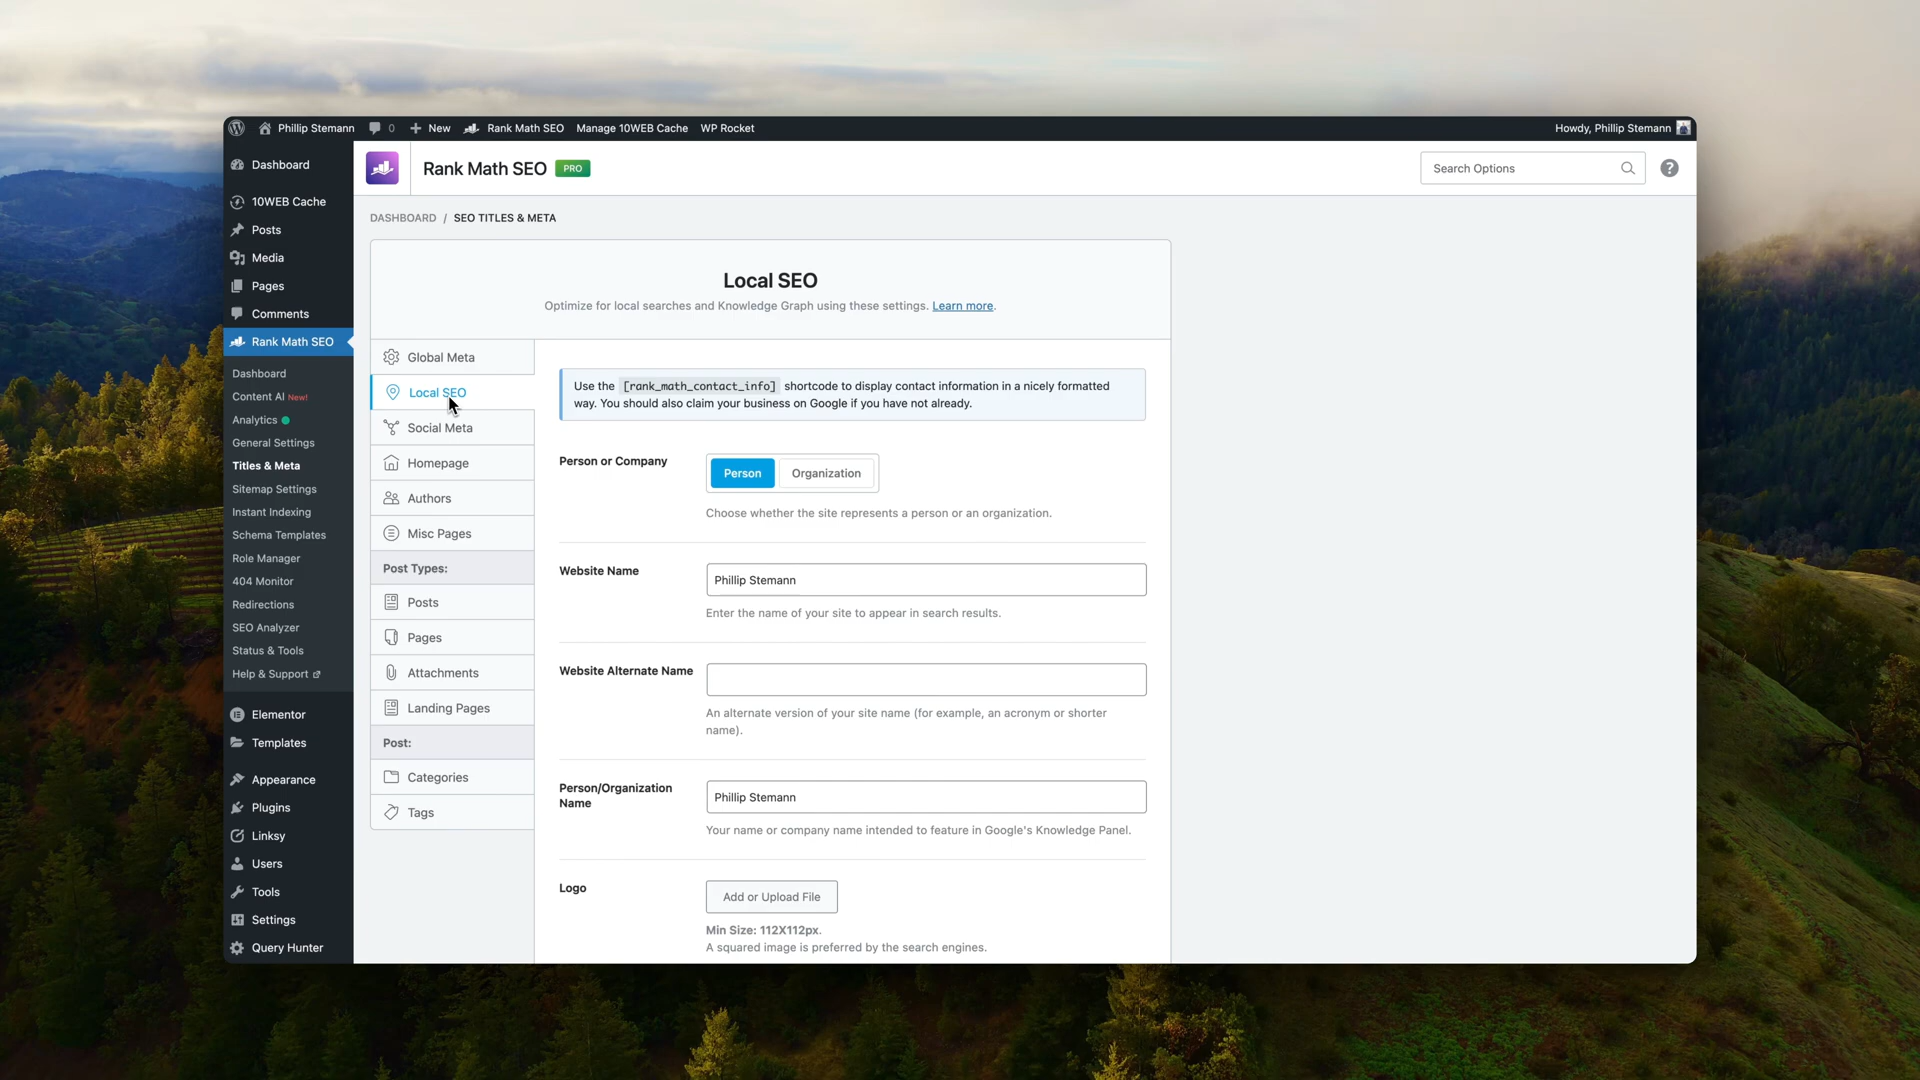 Phillip Stemann 0 New Rank Math SEO Manage 10WEB Cache WP Rocket Howdy, Phillip Stemann
Dashboard
10WEB Cache
Posts
Media
Pages
Comments
Rank Math SEO
Dashboard
Content AI New!
Analytics
General Settings
Titles & Meta
Sitemap Settings
Instant Indexing
Schema Templates
Role Manager
404 Monitor
Redirections
SEO Analyzer
Status & Tools
Help & Support
Elementor
Templates
Appearance
Plugins
Linksy
Users
Tools
Settings
Query Hunter
Rank Math SEO PRO
Search Options ?
DASHBOARD / SEO TITLES & META
Local SEO
Optimize for local searches and Knowledge Graph using these settings. Learn more.
Global Meta
Local SEO
Social Meta
Homepage
Authors
Misc Pages
Post Types:
Posts
Pages
Attachments
Landing Pages
Post:
Categories
Tags
Use the [rank_math_contact_info] shortcode to display contact information in a nicely formatted
way. You should also claim your business on Google if you have not already.
Person or Company
Person Organization
Choose whether the site represents a person or an organization.
Website Name
Phillip Stemann
Enter the name of your site to appear in search results.
Website Alternate Name
An alternate version of your site name (for example, an acronym or shorter
name).
Person/Organization
Name
Phillip Stemann
Your name or company name intended to feature in Google's Knowledge Panel.
Logo
Add or Upload File
Min Size: 112X112px.
A squared image is preferred by the search engines.